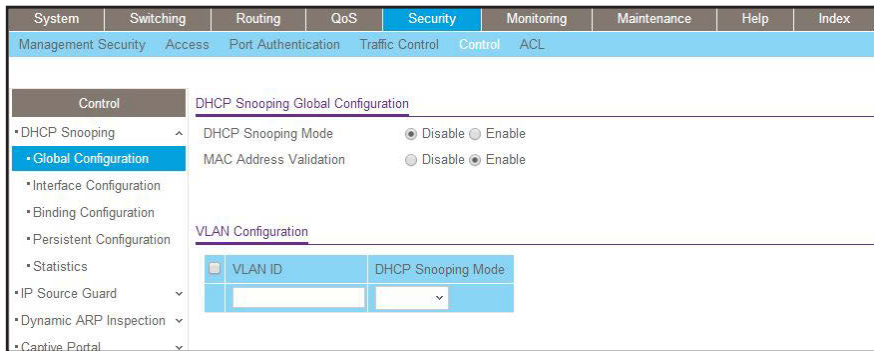 System Switching Routing QoS Security Monitoring Maintenance Help Index
Management Security Access Port Authentication Traffic Control Control ACL
Control
DHCP Snooping
Global Configuration
Interface Configuration
Binding Configuration
Persistent Configuration
Statistics
IP Source Guard
Dynamic ARP Inspection
Captive Portal
DHCP Snooping Global Configuration
DHCP Snooping Mode Disable Enable
MAC Address Validation Disable Enable
VLAN Configuration
VLAN ID DHCP Snooping Mode